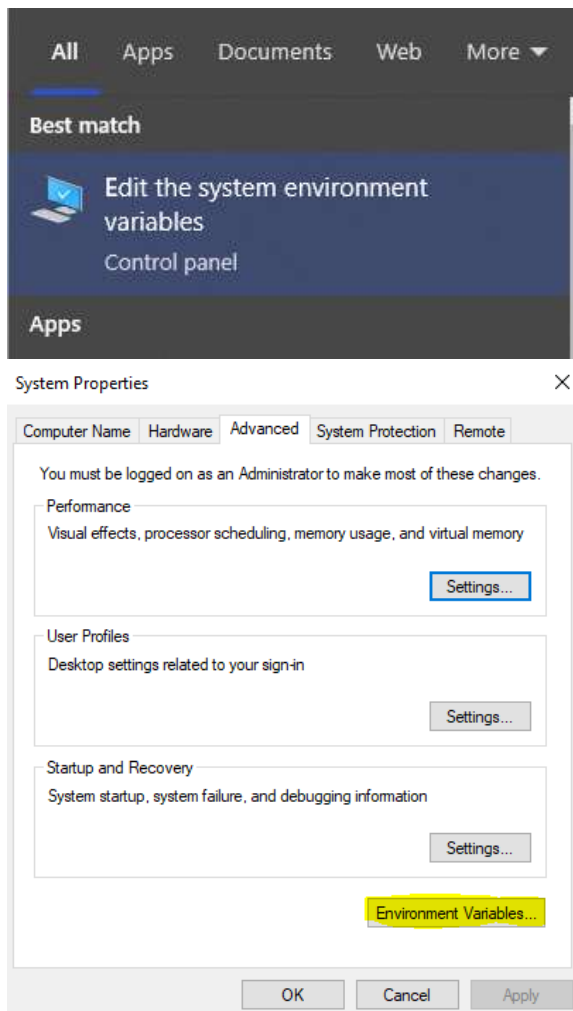 All Apps Documents Web More
Best match
Edit the system environment
variables
Control panel
Apps
System Properties
Computer Name Hardware Advanced System Protection Remote
You must be logged on as an Administrator to make most of these changes.
Performance
Visual effects, processor scheduling, memory usage, and virtual memory
Settings...
User Profiles
Desktop settings related to your sign-in
Settings...
Startup and Recovery
System startup, system failure, and debugging information
Settings...
Environment Variables...
OK Cancel Apply